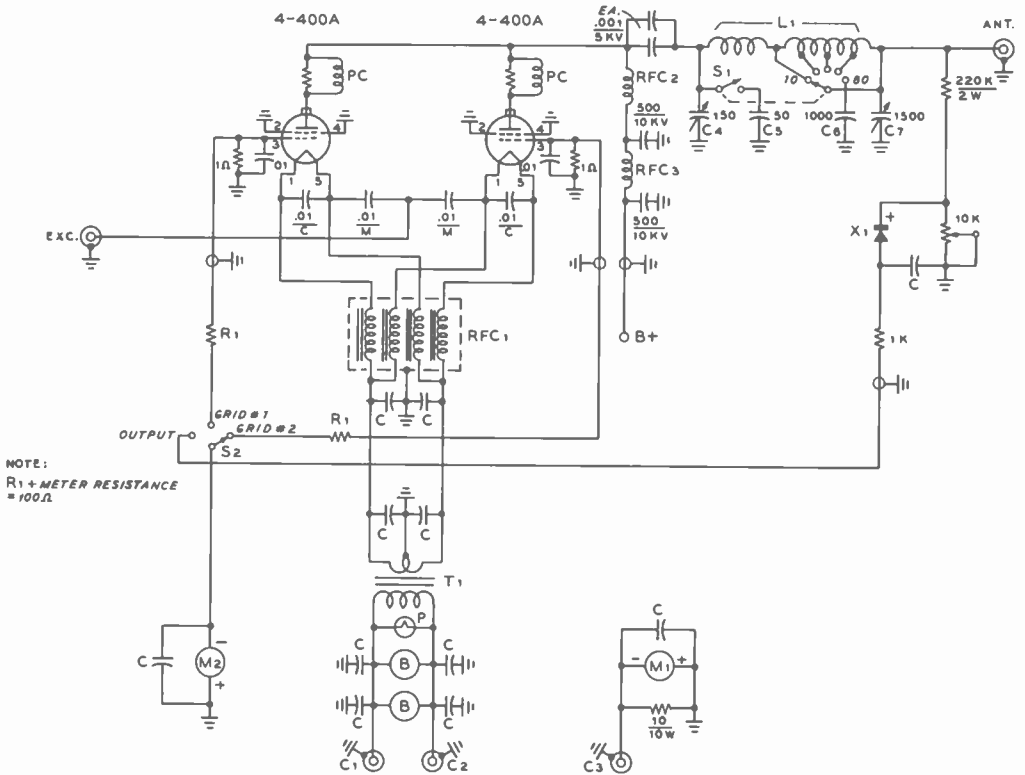 4-400A
4-400A
EA.
.001
5KV
L1
ANT.
PC
PC
RFC2
S1
10
80
220K
2W
500
10KV
150
C4
50
C5
1000
C6
1500
C7
2
4
3
1Ω
.01
1
5
2
4
3
.01
1Ω
1
5
RFC3
500
10KV
.01
C
.01
M
.01
M
.01
C
EXC.
X1
+
10K
C
R1
RFC1
B+
1K
C
C
GRID #1
GRID #2
OUTPUT
S2
R1
NOTE:
R1 + METER RESISTANCE
= 100Ω
C
C
T1
P
C
-
M2
+
C
B
C
C
B
C
C
-
M1
+
10
10W
C1
C2
C3